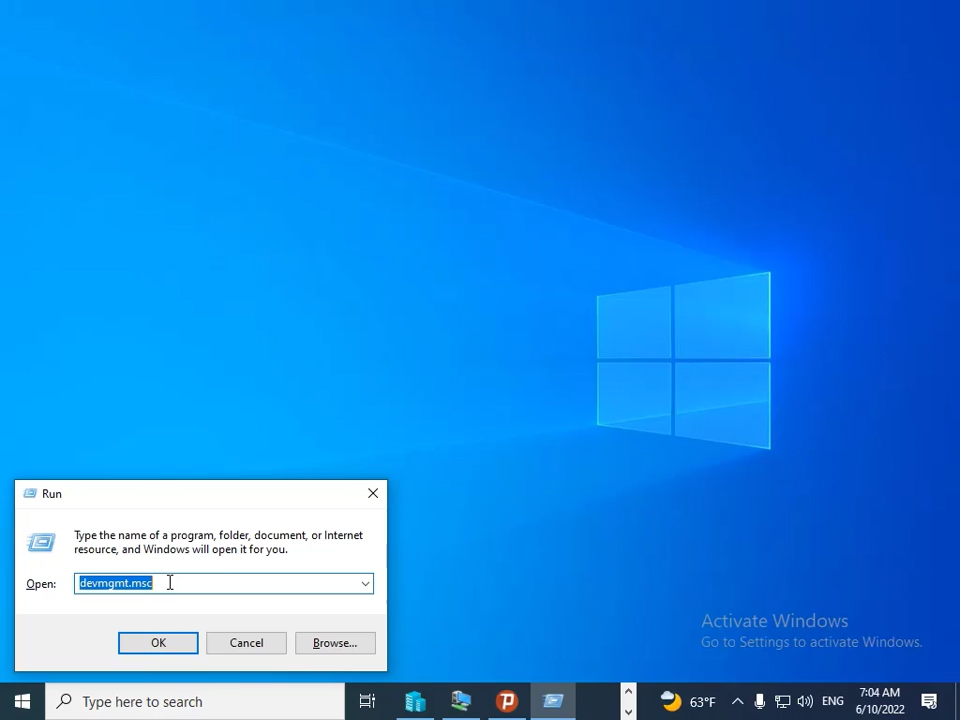 Run
Type the name of a program, folder, document, or Internet
resource, and Windows will open it for you.
Open:
devmgmt.msc
OK
Cancel
Browse...
Activate Windows
Go to Settings to activate Windows.
Type here to search
63°F
ENG
7:04 AM
6/10/2022